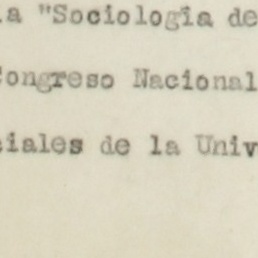 la "Sociología de
Congreso Nacional
ciales de la Univ